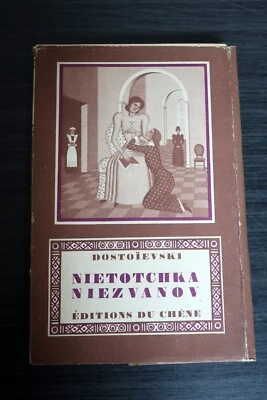 DOSTOÏEVSKI
NIETOTCHKA
NIEZVANOV
ÉDITIONS DU CHÊNE